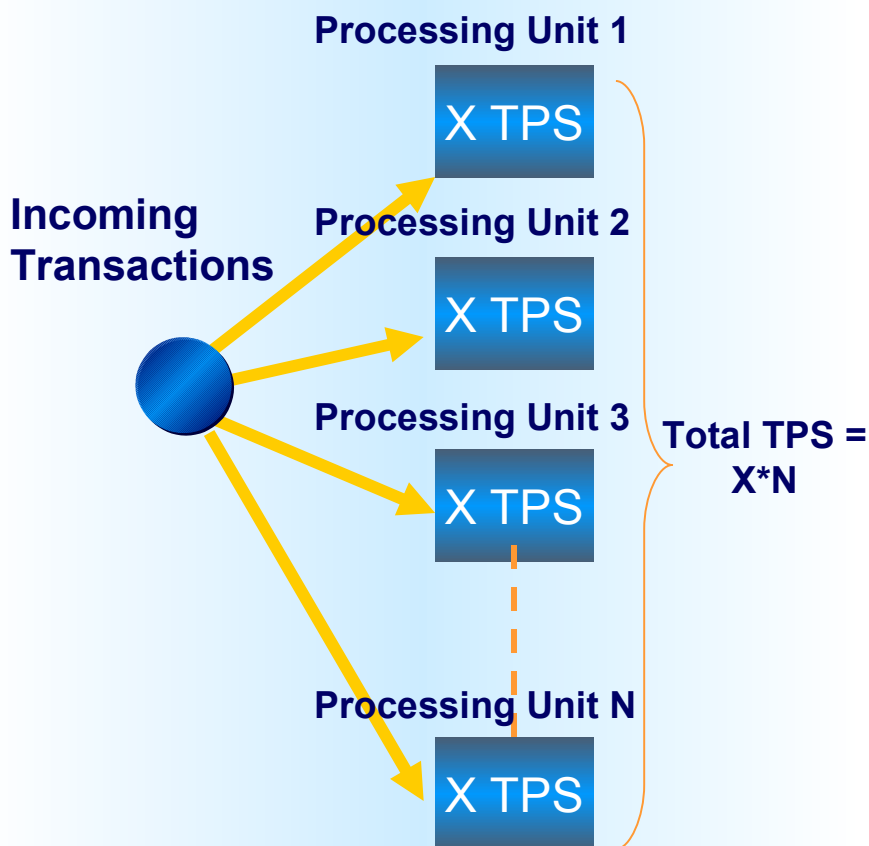 Processing Unit 1
X TPS
Incoming
Transactions
Processing Unit 2
X TPS
Processing Unit 3
X TPS
Total TPS =
X*N
Processing Unit N
X TPS